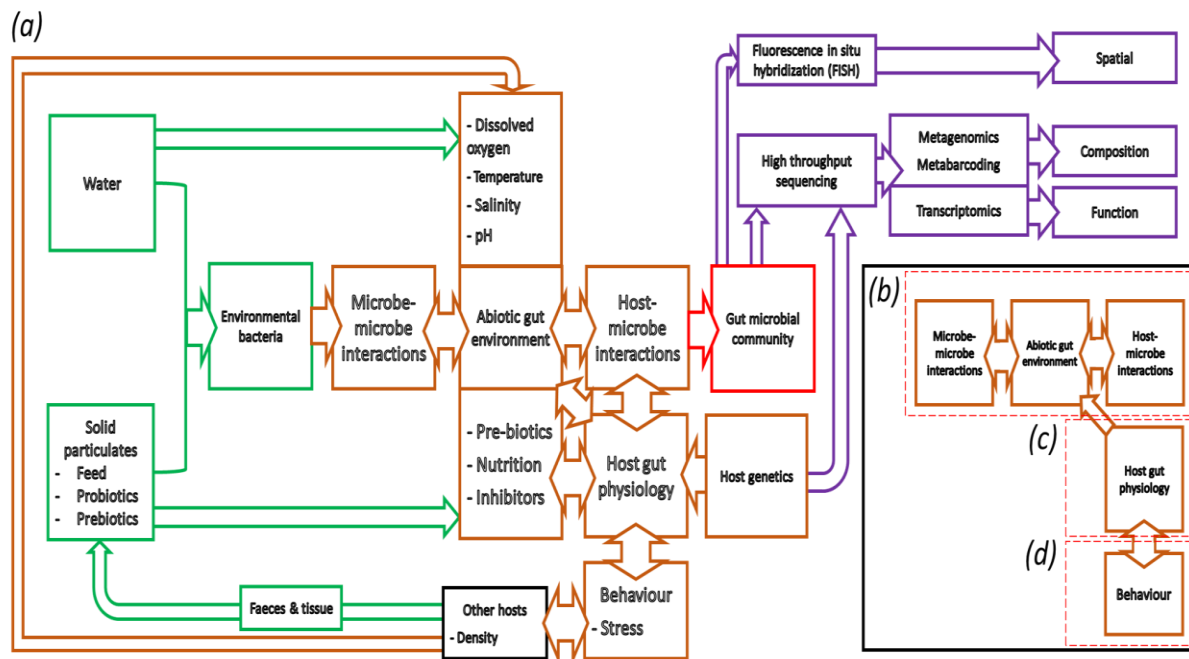 (a)
Fluorescence in situ
hybridization (FISH)
Spatial
Water
- Dissolved
oxygen
- Temperature
- Salinity
- pH
High throughput
sequencing
Metagenomics
Metabarcoding
Composition
Transcriptomics
Function
Environmental
bacteria
Microbe-
microbe
interactions
Abiotic gut
environment
Host-
microbe
interactions
Gut microbial
community
Solid
particulates
- Feed
- Probiotics
- Prebiotics
- Pre-biotics
- Nutrition
- Inhibitors
Host gut
physiology
Host genetics
Faeces & tissue
Other hosts
- Density
Behaviour
- Stress
(b)
Microbe-
microbe
interactions
Abiotic gut
environment
Host-
microbe
interactions
(c)
Host gut
physiology
(d)
Behaviour